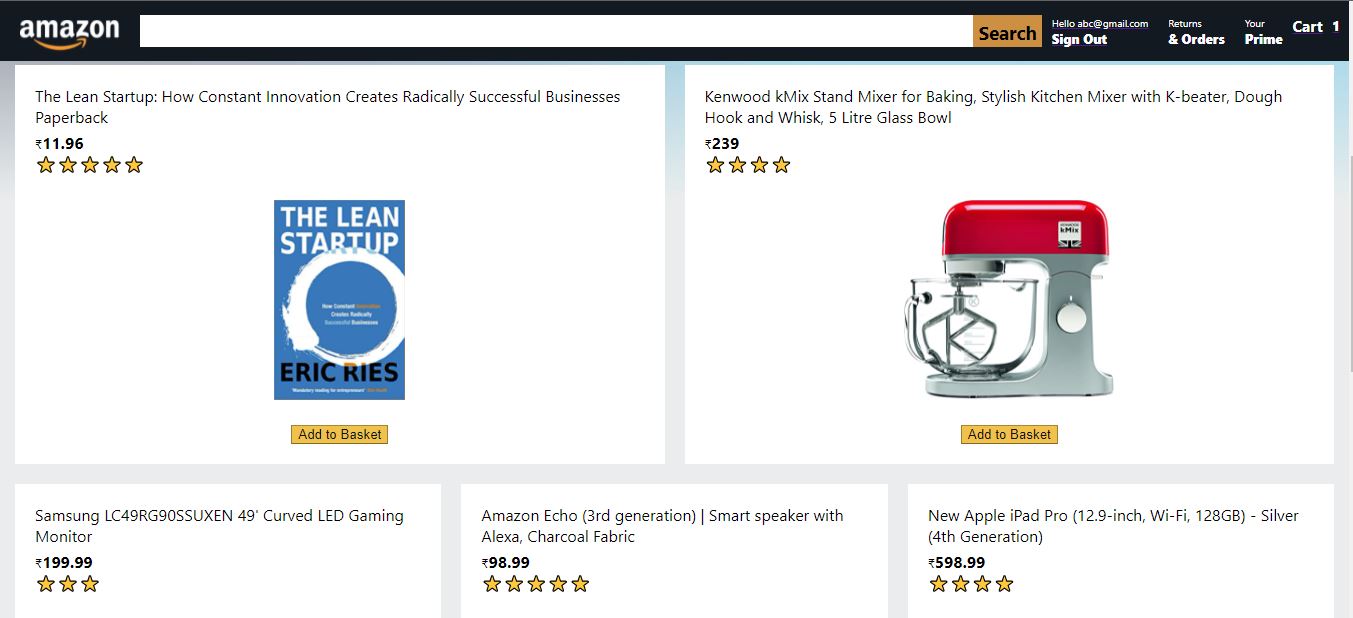 amazon
Search
Hello abc@gmail.com
Sign Out
Returns
& Orders
Your
Prime
Cart 1
The Lean Startup: How Constant Innovation Creates Radically Successful Businesses
Paperback
₹11.96
THE LEAN
STARTUP
How Constant Innovation
Creates Radically
Successful Businesses
ERIC RIES
'Mandatory reading for entrepreneurs'
Add to Basket
Kenwood kMix Stand Mixer for Baking, Stylish Kitchen Mixer with K-beater, Dough
Hook and Whisk, 5 Litre Glass Bowl
₹239
KENWOOD
kMix
Add to Basket
Samsung LC49RG90SSUXEN 49' Curved LED Gaming
Monitor
₹199.99
Amazon Echo (3rd generation) | Smart speaker with
Alexa, Charcoal Fabric
₹98.99
New Apple iPad Pro (12.9-inch, Wi-Fi, 128GB) - Silver
(4th Generation)
₹598.99